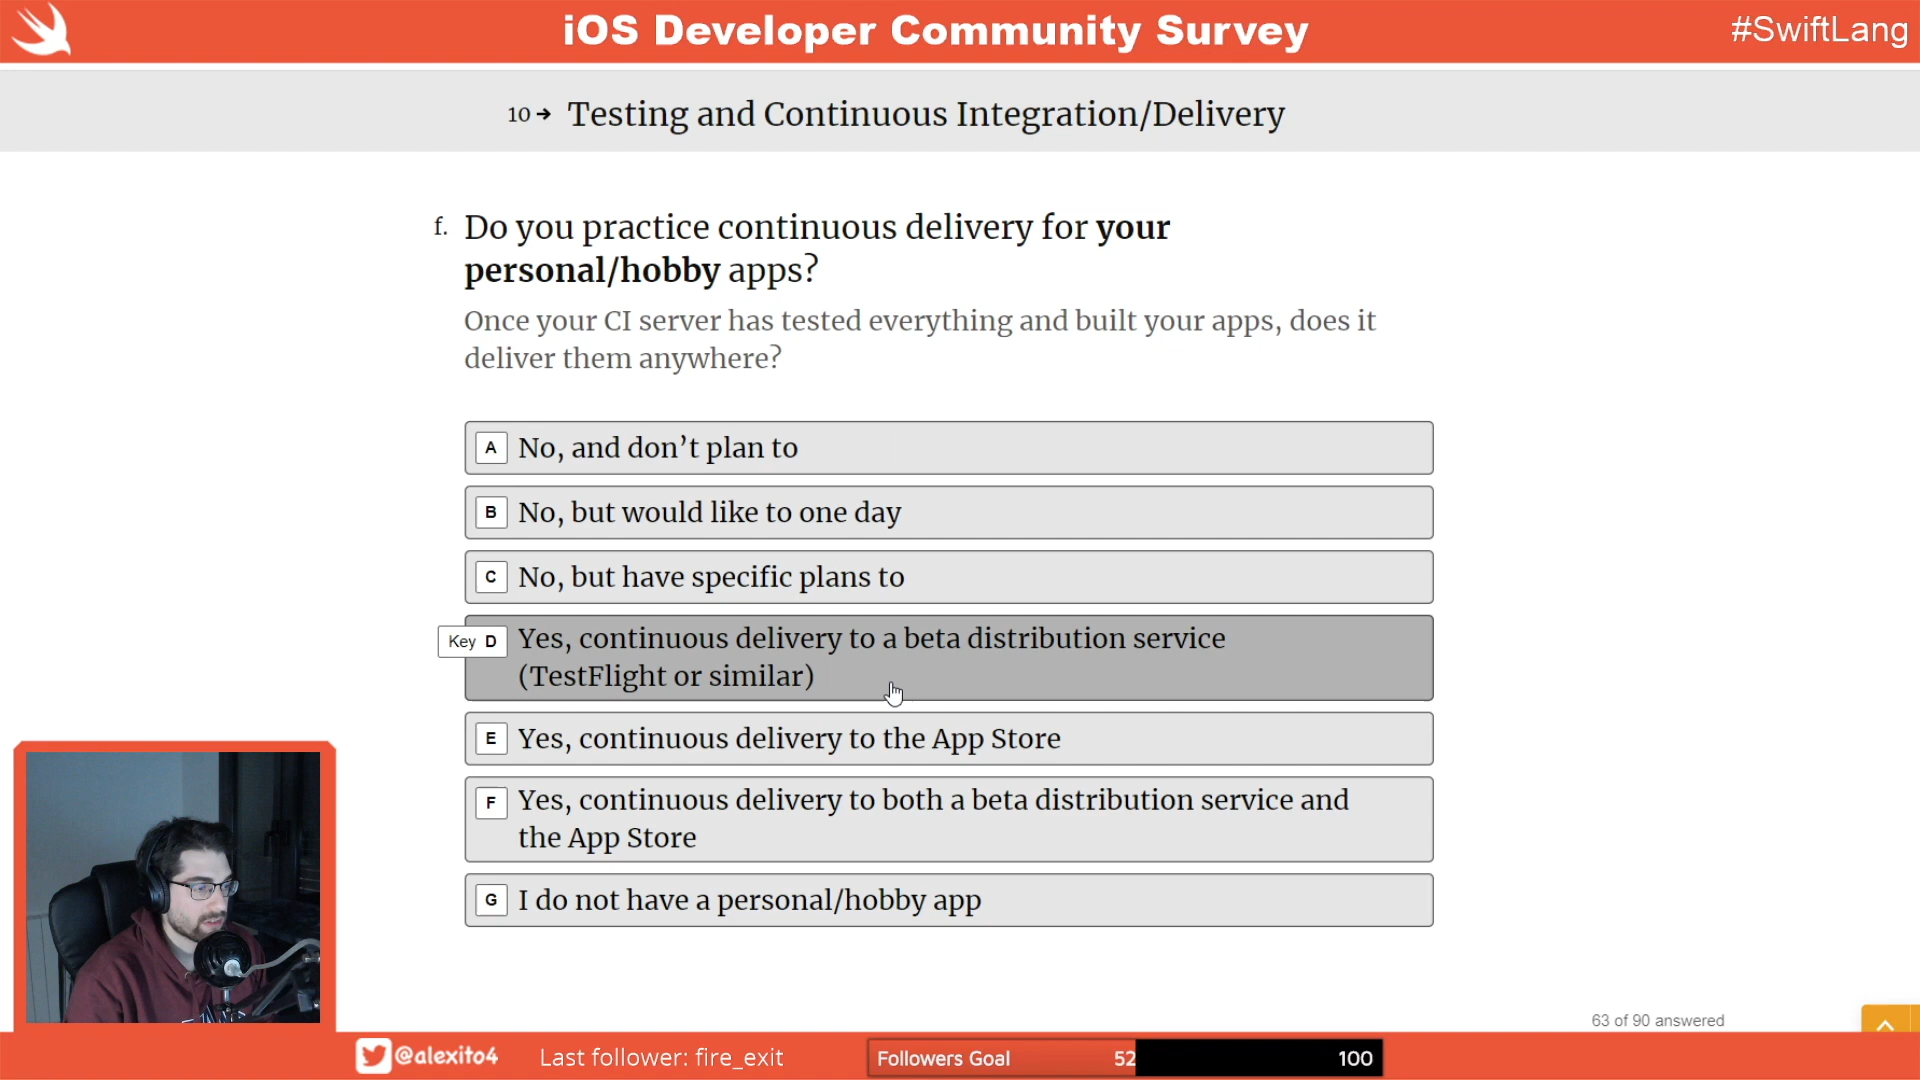 iOS Developer Community Survey
#SwiftLang
10 → Testing and Continuous Integration/Delivery
f. Do you practice continuous delivery for your
personal/hobby apps?
Once your CI server has tested everything and built your apps, does it
deliver them anywhere?
A No, and don’t plan to
B No, but would like to one day
C No, but have specific plans to
Key D Yes, continuous delivery to a beta distribution service
(TestFlight or similar)
E Yes, continuous delivery to the App Store
F Yes, continuous delivery to both a beta distribution service and
the App Store
G I do not have a personal/hobby app
63 of 90 answered
@alexito4
Last follower: fire_exit
Followers Goal 52 100